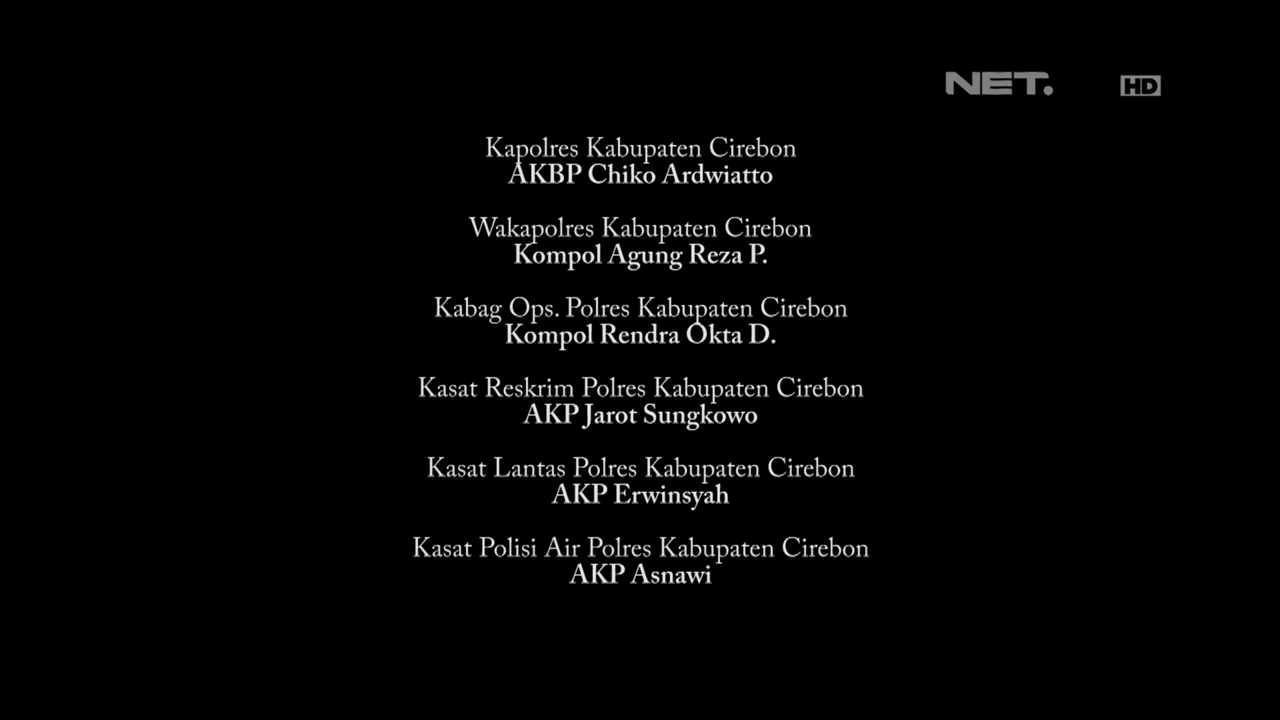 NET.
HD
Kapolres Kabupaten Cirebon
AKBP Chiko Ardwiatto
Wakapolres Kabupaten Cirebon
Kompol Agung Reza P.
Kabag Ops. Polres Kabupaten Cirebon
Kompol Rendra Okta D.
Kasat Reskrim Polres Kabupaten Cirebon
AKP Jarot Sungkowo
Kasat Lantas Polres Kabupaten Cirebon
AKP Erwinsyah
Kasat Polisi Air Polres Kabupaten Cirebon
AKP Asnawi